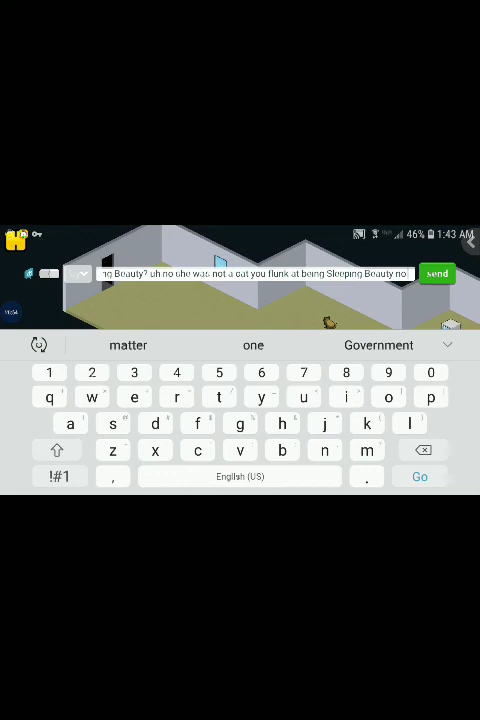 46% 1:43 AM
ng Beauty? uh no she was not a cat you flunk at being Sleeping Beauty no
send
matter one Government
1 2 3 4 5 6 7 8 9 0
q w e r t y u i o p
a s d f g h j k l
z x c v b n m
!#1 , English (US) . Go